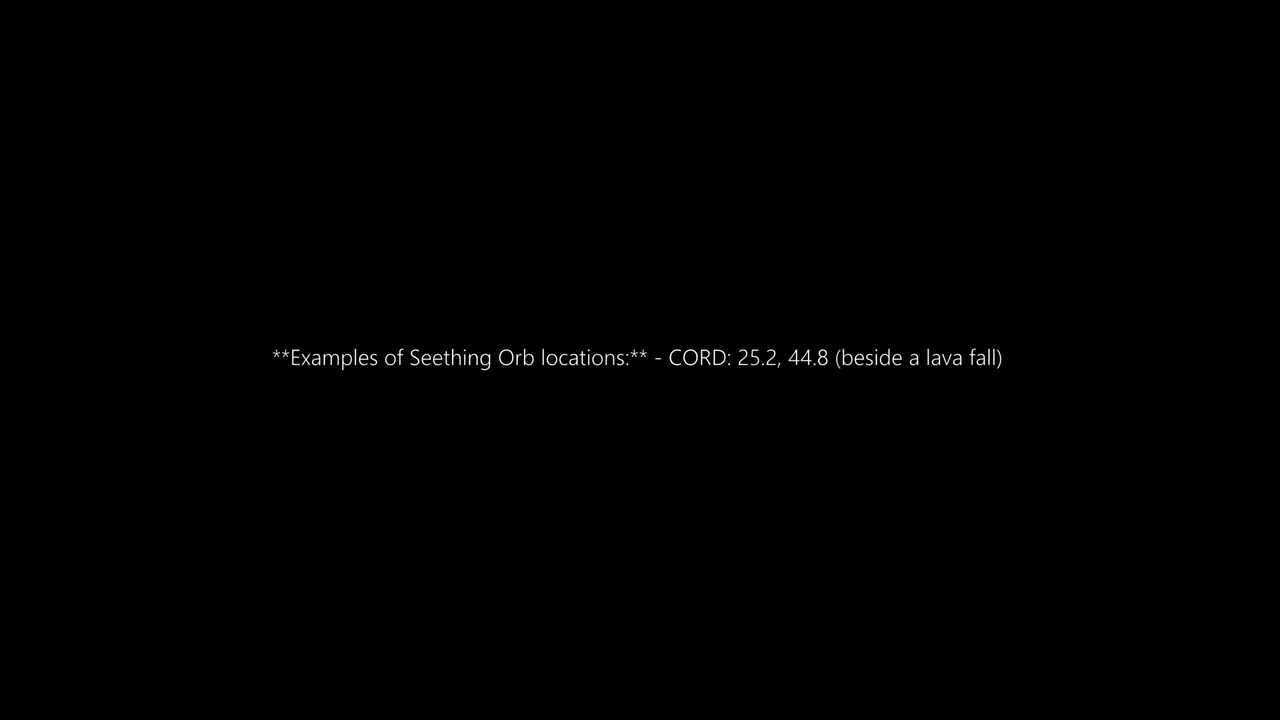 **Examples of Seething Orb locations:** - CORD: 25.2, 44.8 (beside a lava fall)